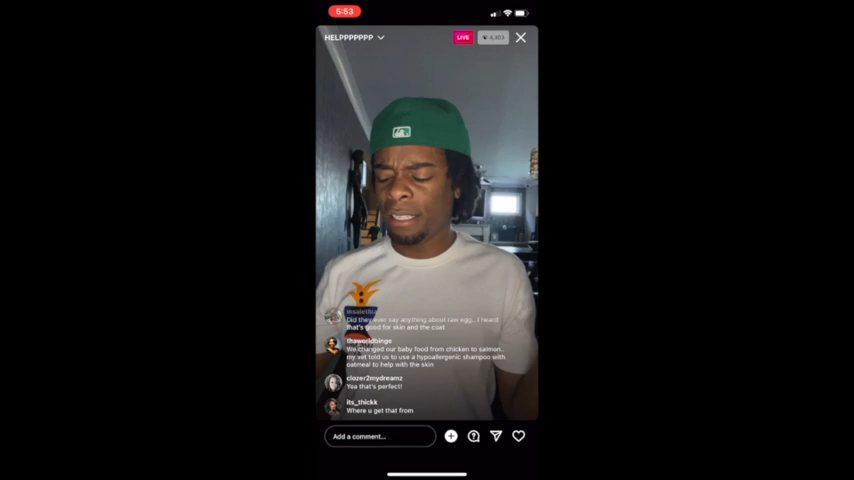 5:53
HELPPPPPPP
LIVE
Did they ever say anything about raw egg.. I heard
that's good for skin and the coat
thaworldbinge
We changed our baby food from chicken to salmon..
my vet told us to use a hypoallergenic shampoo with
oatmeal to help with the skin
clozer2mydreamz
Yea that's perfect!
its_thickk
Where u get that from
Add a comment...